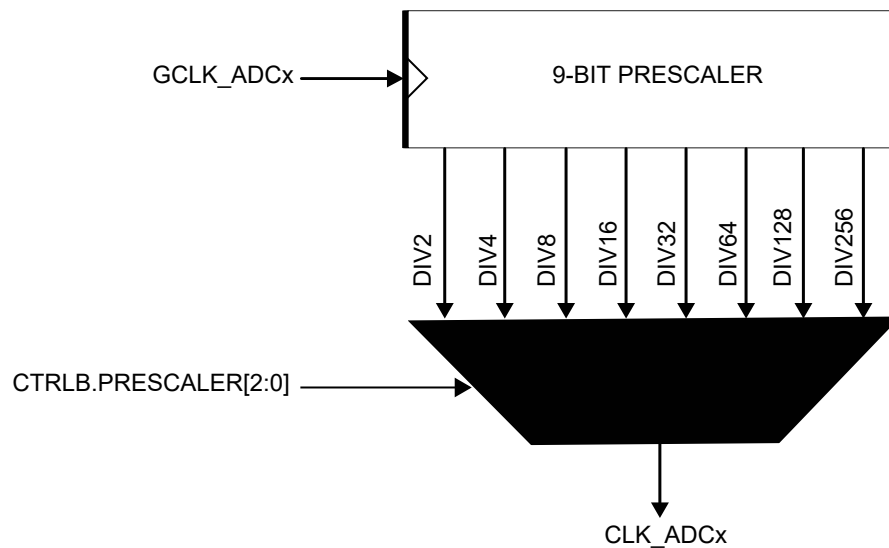 9-BIT PRESCALER
GCLK_ADCx
DIV2
DIV4
DIV8
DIV16
DIV32
DIV64
DIV128
DIV256
CTRLB.PRESCALER[2:0]
CLK_ADCx